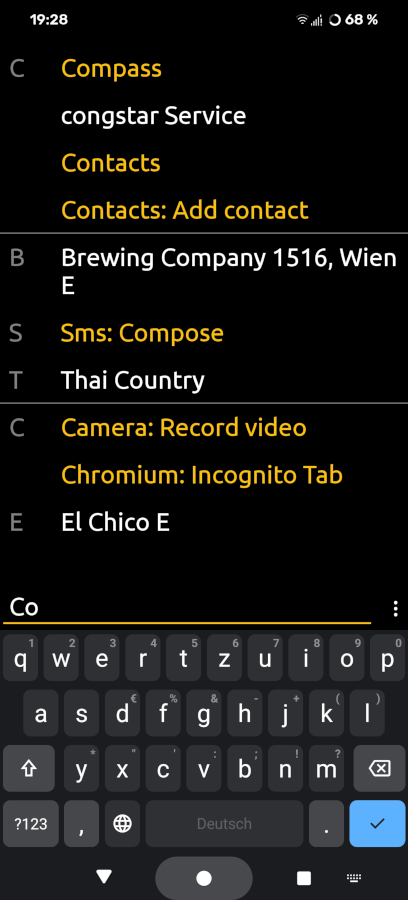 19:28 68 %
C Compass
congstar Service
Contacts
Contacts: Add contact
B Brewing Company 1516, Wien
E
S Sms: Compose
T Thai Country
C Camera: Record video
Chromium: Incognito Tab
E El Chico E
Co
q1 w2 e3 r4 t5 z6 u7 i8 o9 p0
a s d€ f% g& h- j+ k( l)
y* x" c' v: b; n! m?
?123 , Deutsch .